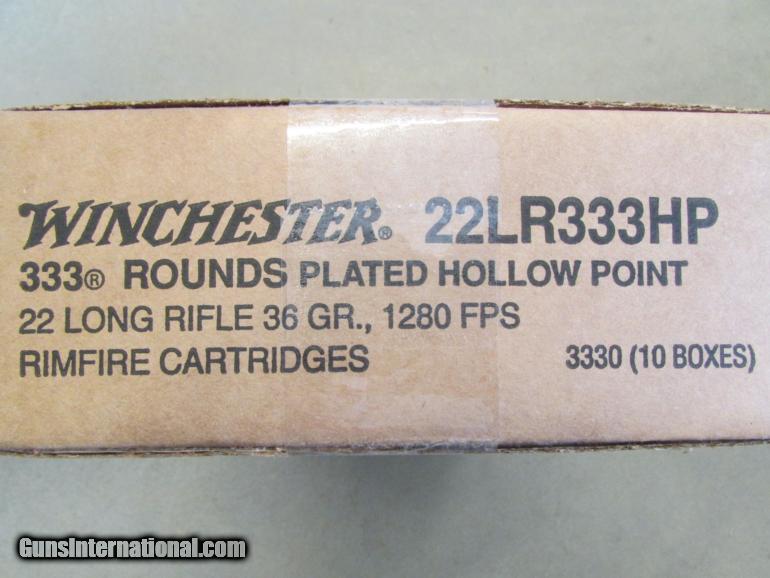 WINCHESTER® 22LR333HP
333® ROUNDS PLATED HOLLOW POINT
22 LONG RIFLE 36 GR., 1280 FPS
RIMFIRE CARTRIDGES 3330 (10 BOXES)
GunsInternational.com